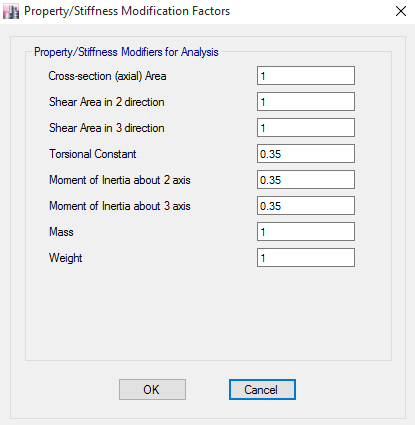 Property/Stiffness Modification Factors
Property/Stiffness Modifiers for Analysis
Cross-section (axial) Area 1
Shear Area in 2 direction 1
Shear Area in 3 direction 1
Torsional Constant 0.35
Moment of Inertia about 2 axis 0.35
Moment of Inertia about 3 axis 0.35
Mass 1
Weight 1
OK Cancel